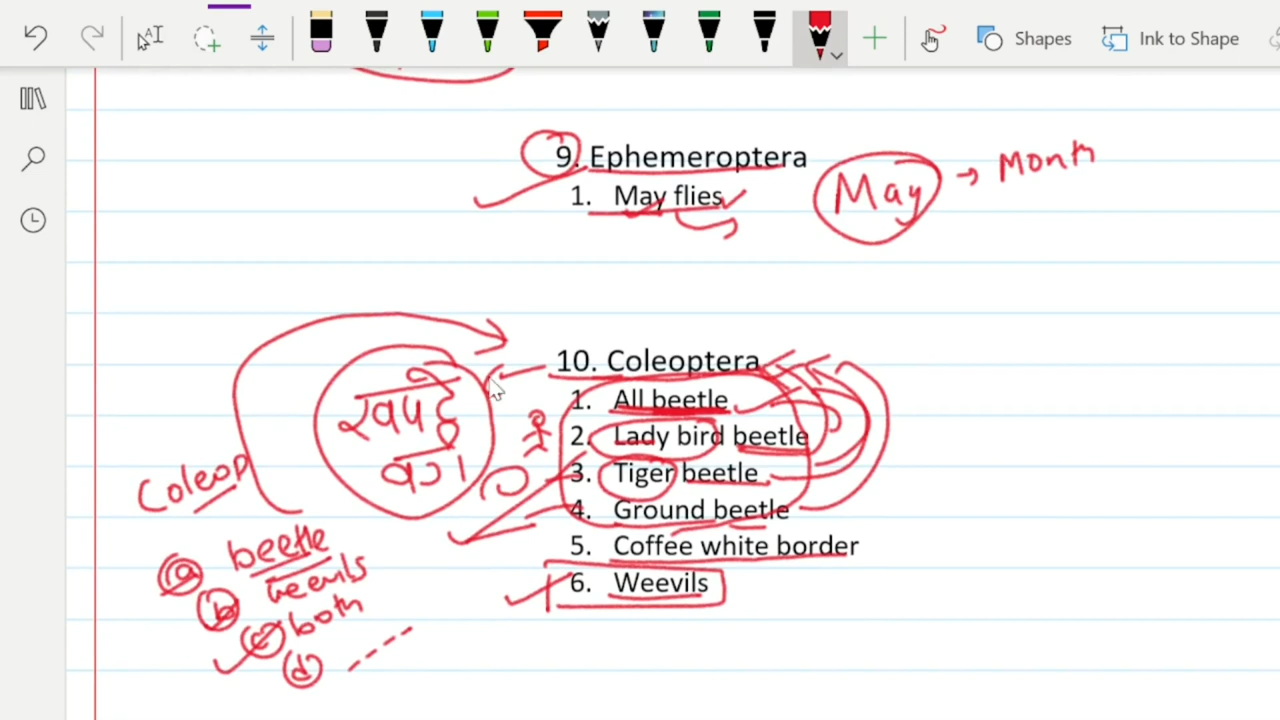 Shapes
Ink to Shape
9. Ephemeroptera
1. May flies
May → Month
10. Coleoptera
1. All beetle
2. Lady bird beetle
3. Tiger beetle
4. Ground beetle
5. Coffee white border
6. Weevils
Coleop
a beetle
b weevils
c both
d ----